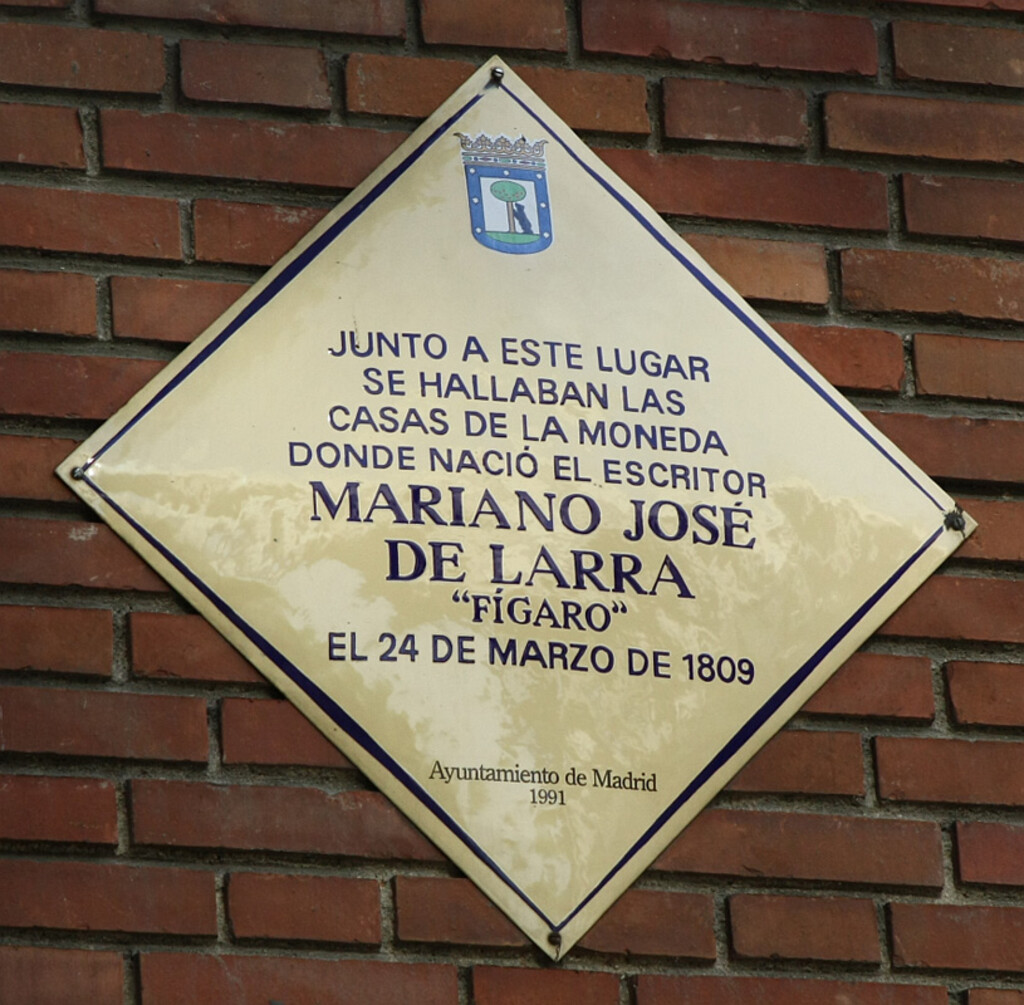 JUNTO A ESTE LUGAR
SE HALLABAN LAS
CASAS DE LA MONEDA
DONDE NACIÓ EL ESCRITOR
MARIANO JOSÉ
DE LARRA
“FÍGARO”
EL 24 DE MARZO DE 1809
Ayuntamiento de Madrid
1991